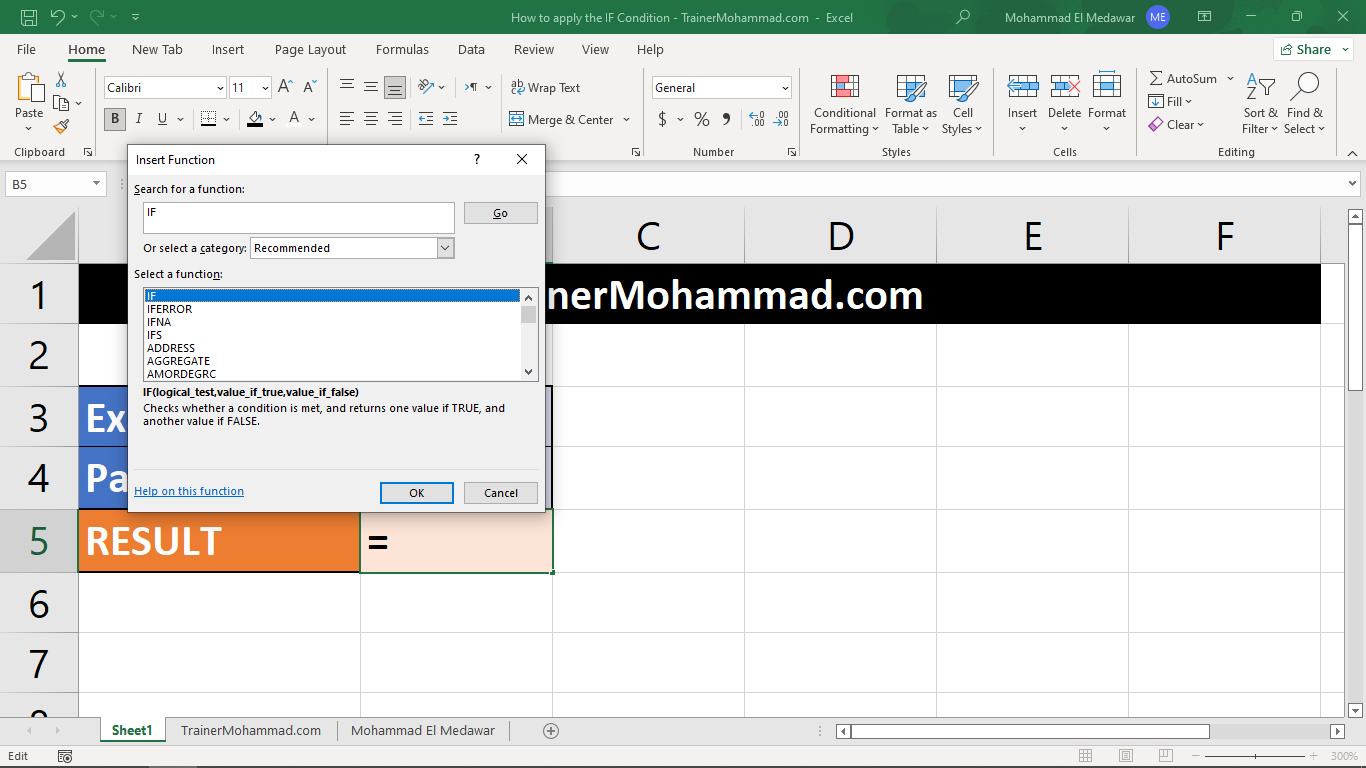 How to apply the IF Condition - TrainerMohammad.com - Excel
Mohammad El Medawar ME
File Home New Tab Insert Page Layout Formulas Data Review View Help Share
Paste
Clipboard
Calibri 11
B I U A
Wrap Text
Merge & Center
General
$ % 9
Number
Conditional Formatting
Format as Table
Cell Styles
Styles
Insert Delete Format
Cells
AutoSum
Fill
Clear
Sort & Filter
Find & Select
Editing
B5
Insert Function ?
Search for a function:
IF
Go
Or select a category: Recommended
Select a function:
IF
IFERROR
IFNA
IFS
ADDRESS
AGGREGATE
AMORDEGRC
IF(logical_test,value_if_true,value_if_false)
Checks whether a condition is met, and returns one value if TRUE, and
another value if FALSE.
Help on this function
OK Cancel
C D E F
1 nerMohammad.com
2
3 Ex
4 Pa
5 RESULT =
6
7
Sheet1 TrainerMohammad.com Mohammad El Medawar
Edit
300%